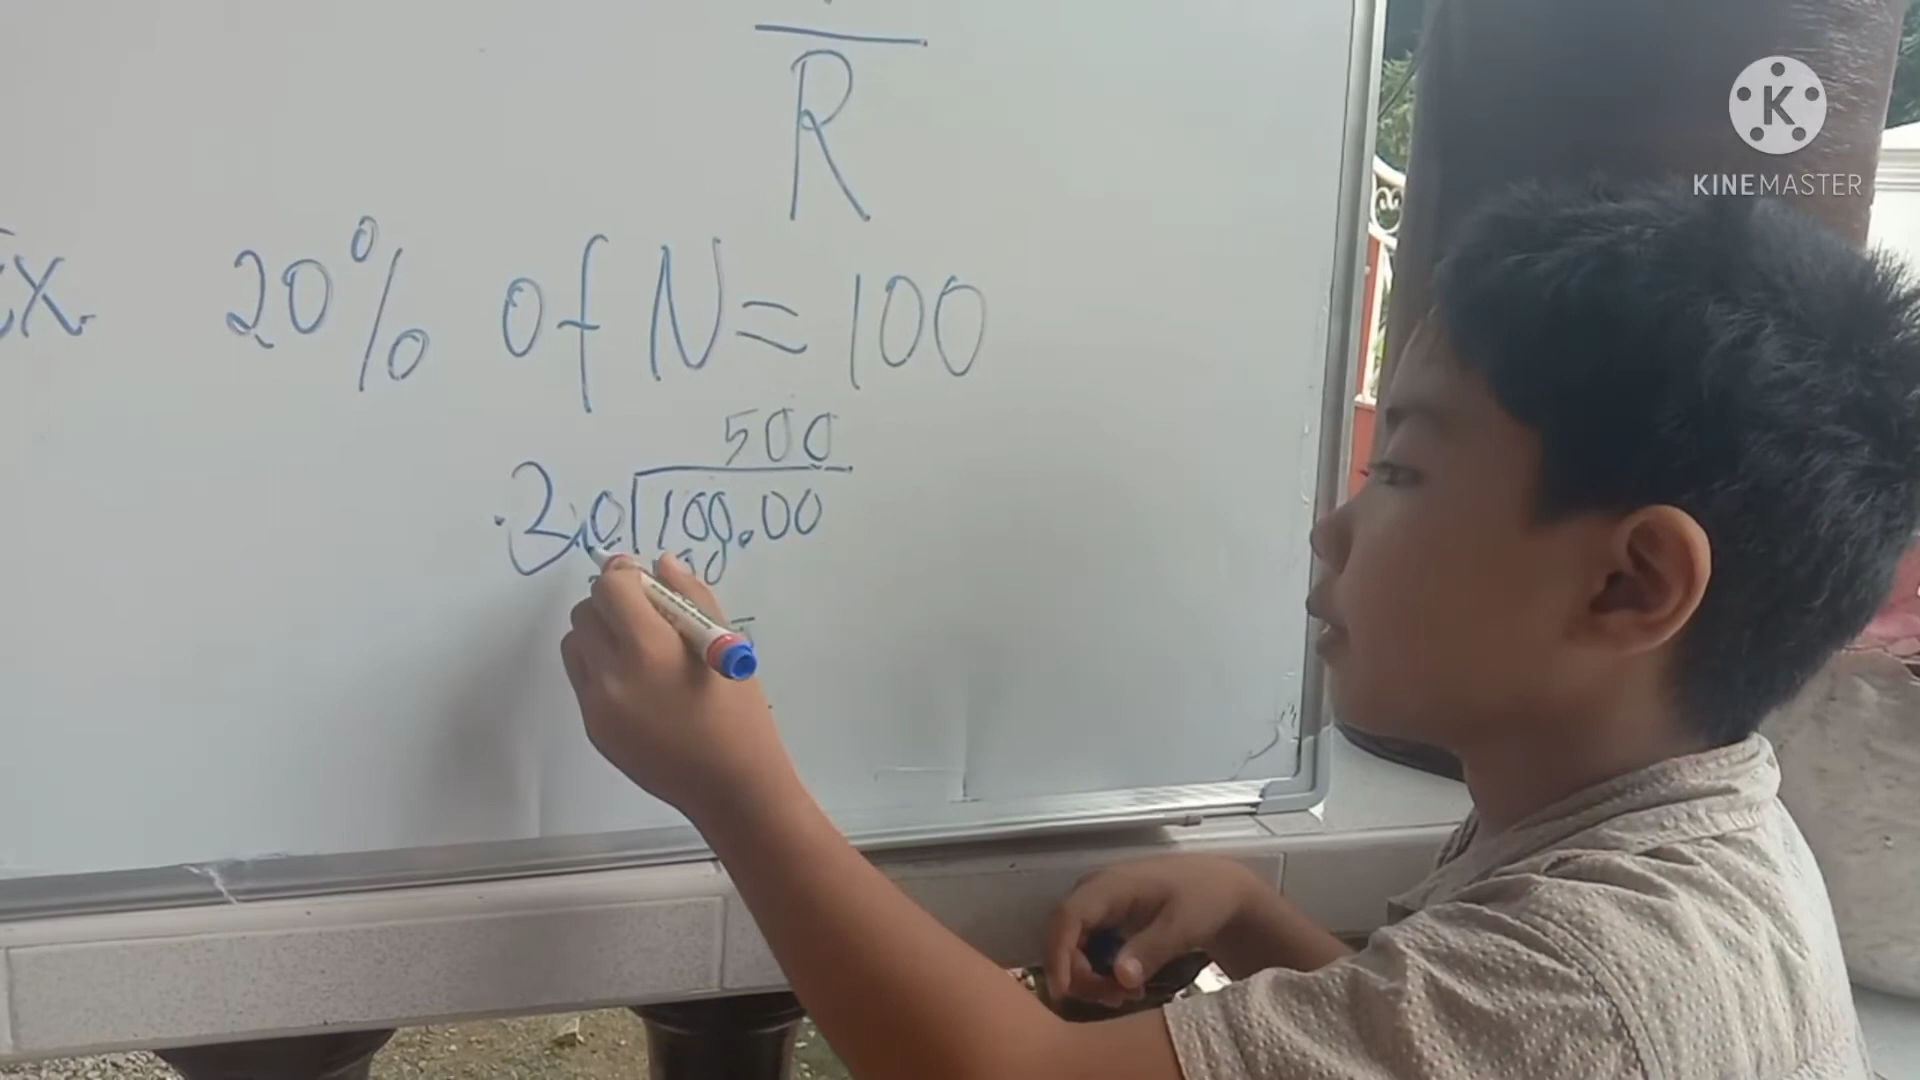 R
Ex. 20% of N = 100
500
.20 100.00
K
KINEMASTER